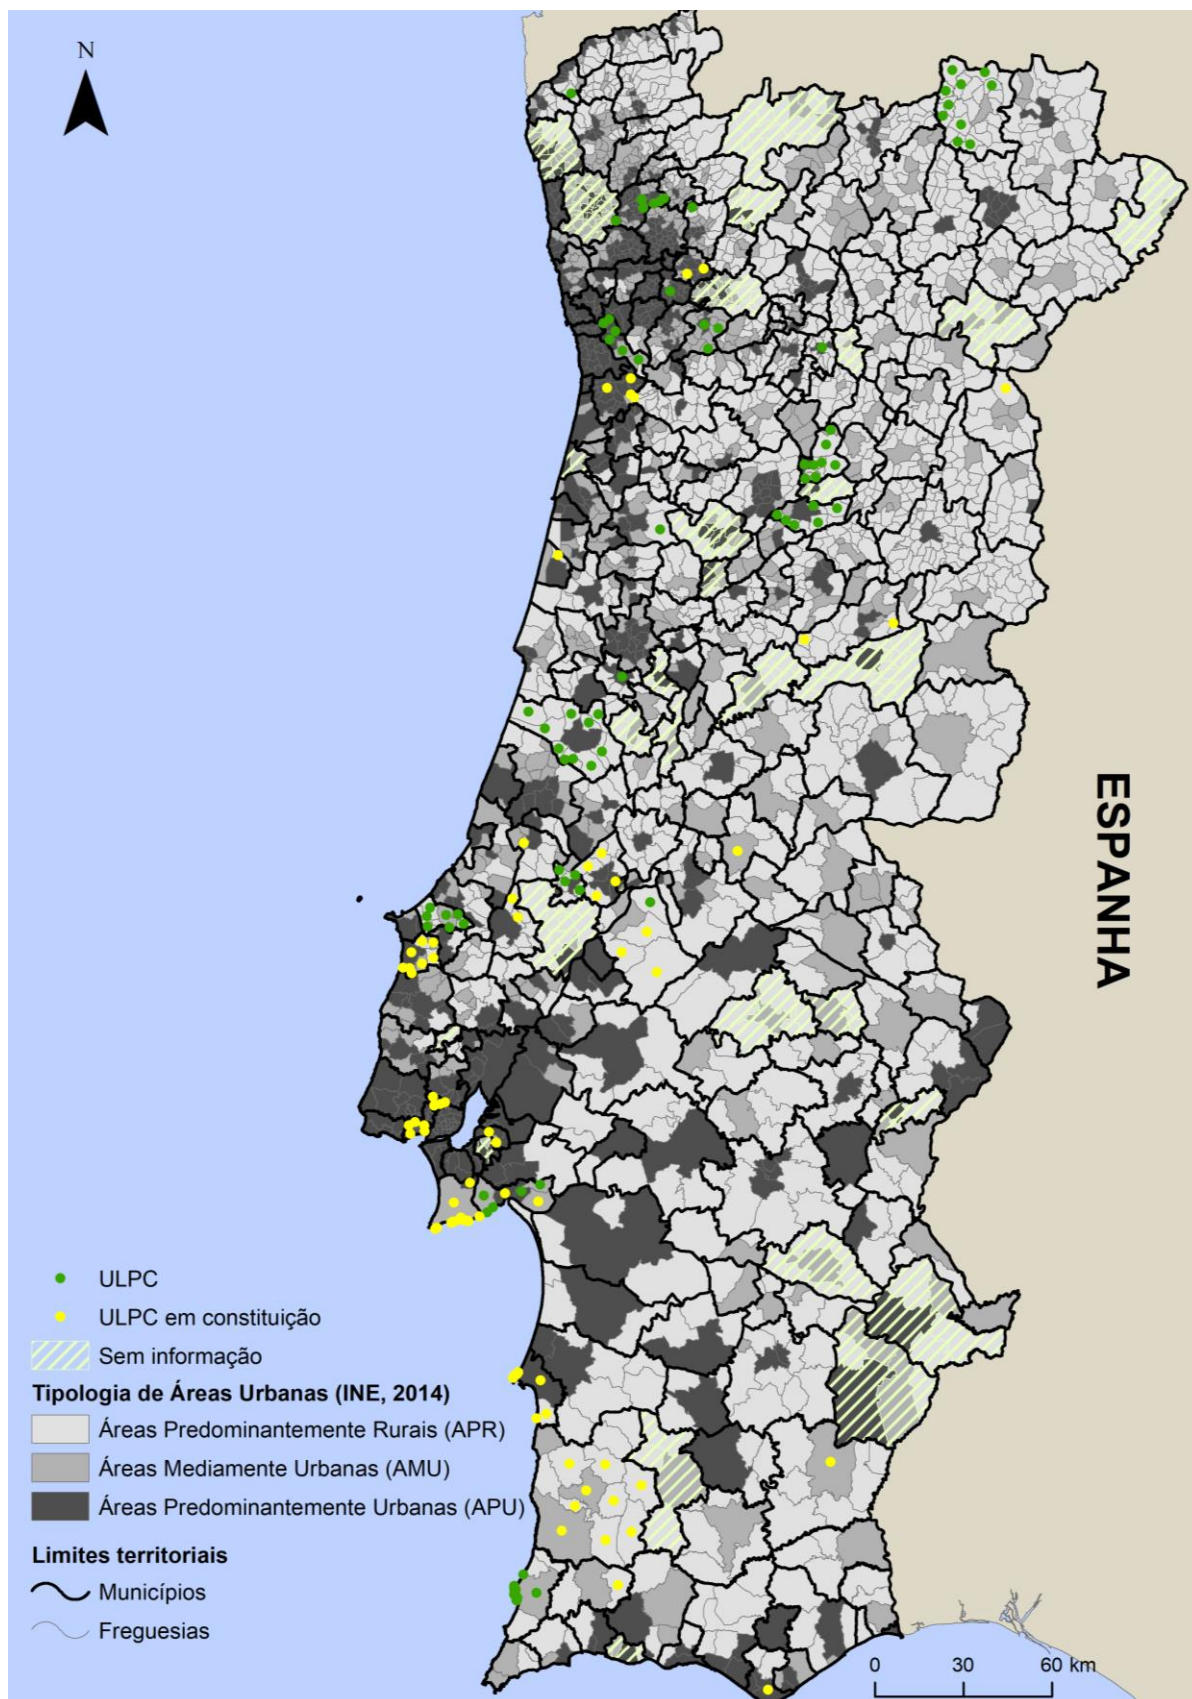 N
ESPANHA
ULPC
ULPC em constituição
Sem informação
Tipologia de Áreas Urbanas (INE, 2014)
Áreas Predominantemente Rurais (APR)
Áreas Mediamente Urbanas (AMU)
Áreas Predominantemente Urbanas (APU)
Limites territoriais
Municípios
Freguesias
0 30 60 km